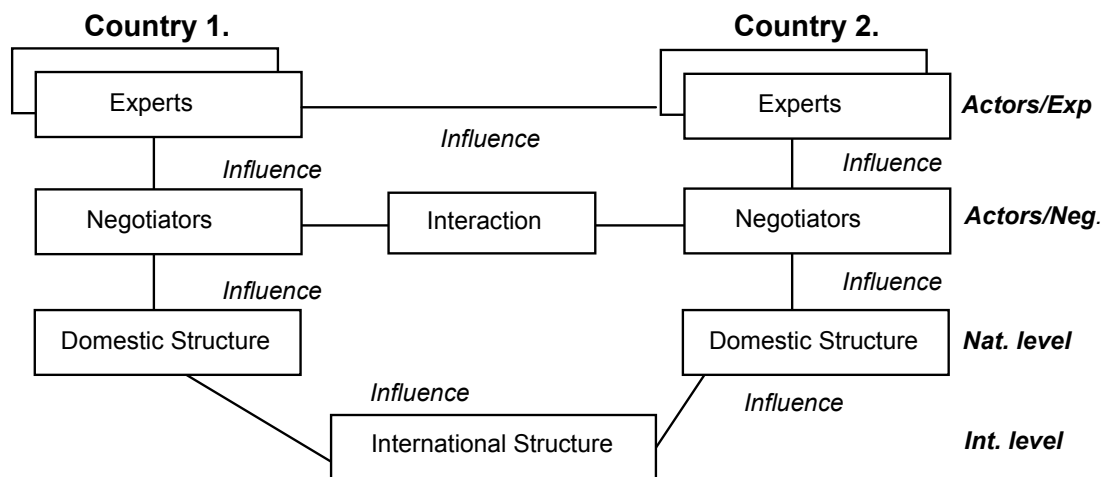 Country 1.
Country 2.
Experts
Experts
Actors/Exp
Influence
Influence
Influence
Negotiators
Interaction
Negotiators
Actors/Neg.
Influence
Influence
Domestic Structure
Domestic Structure
Nat. level
Influence
Influence
International Structure
Int. level